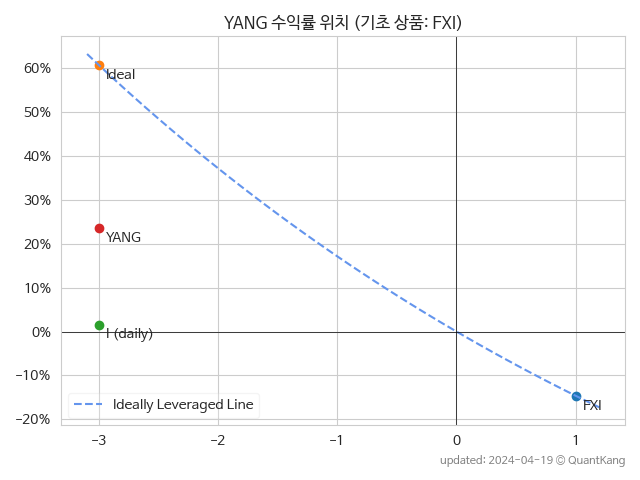 YANG 수익률 위치 (기초 상품: FXI)
60%
50%
40%
30%
20%
10%
0%
−10%
−20%
Ideal
YANG
I (daily)
FXI
Ideally Leveraged Line
−3
−2
−1
0
1
updated: 2024-04-19 © QuantKang